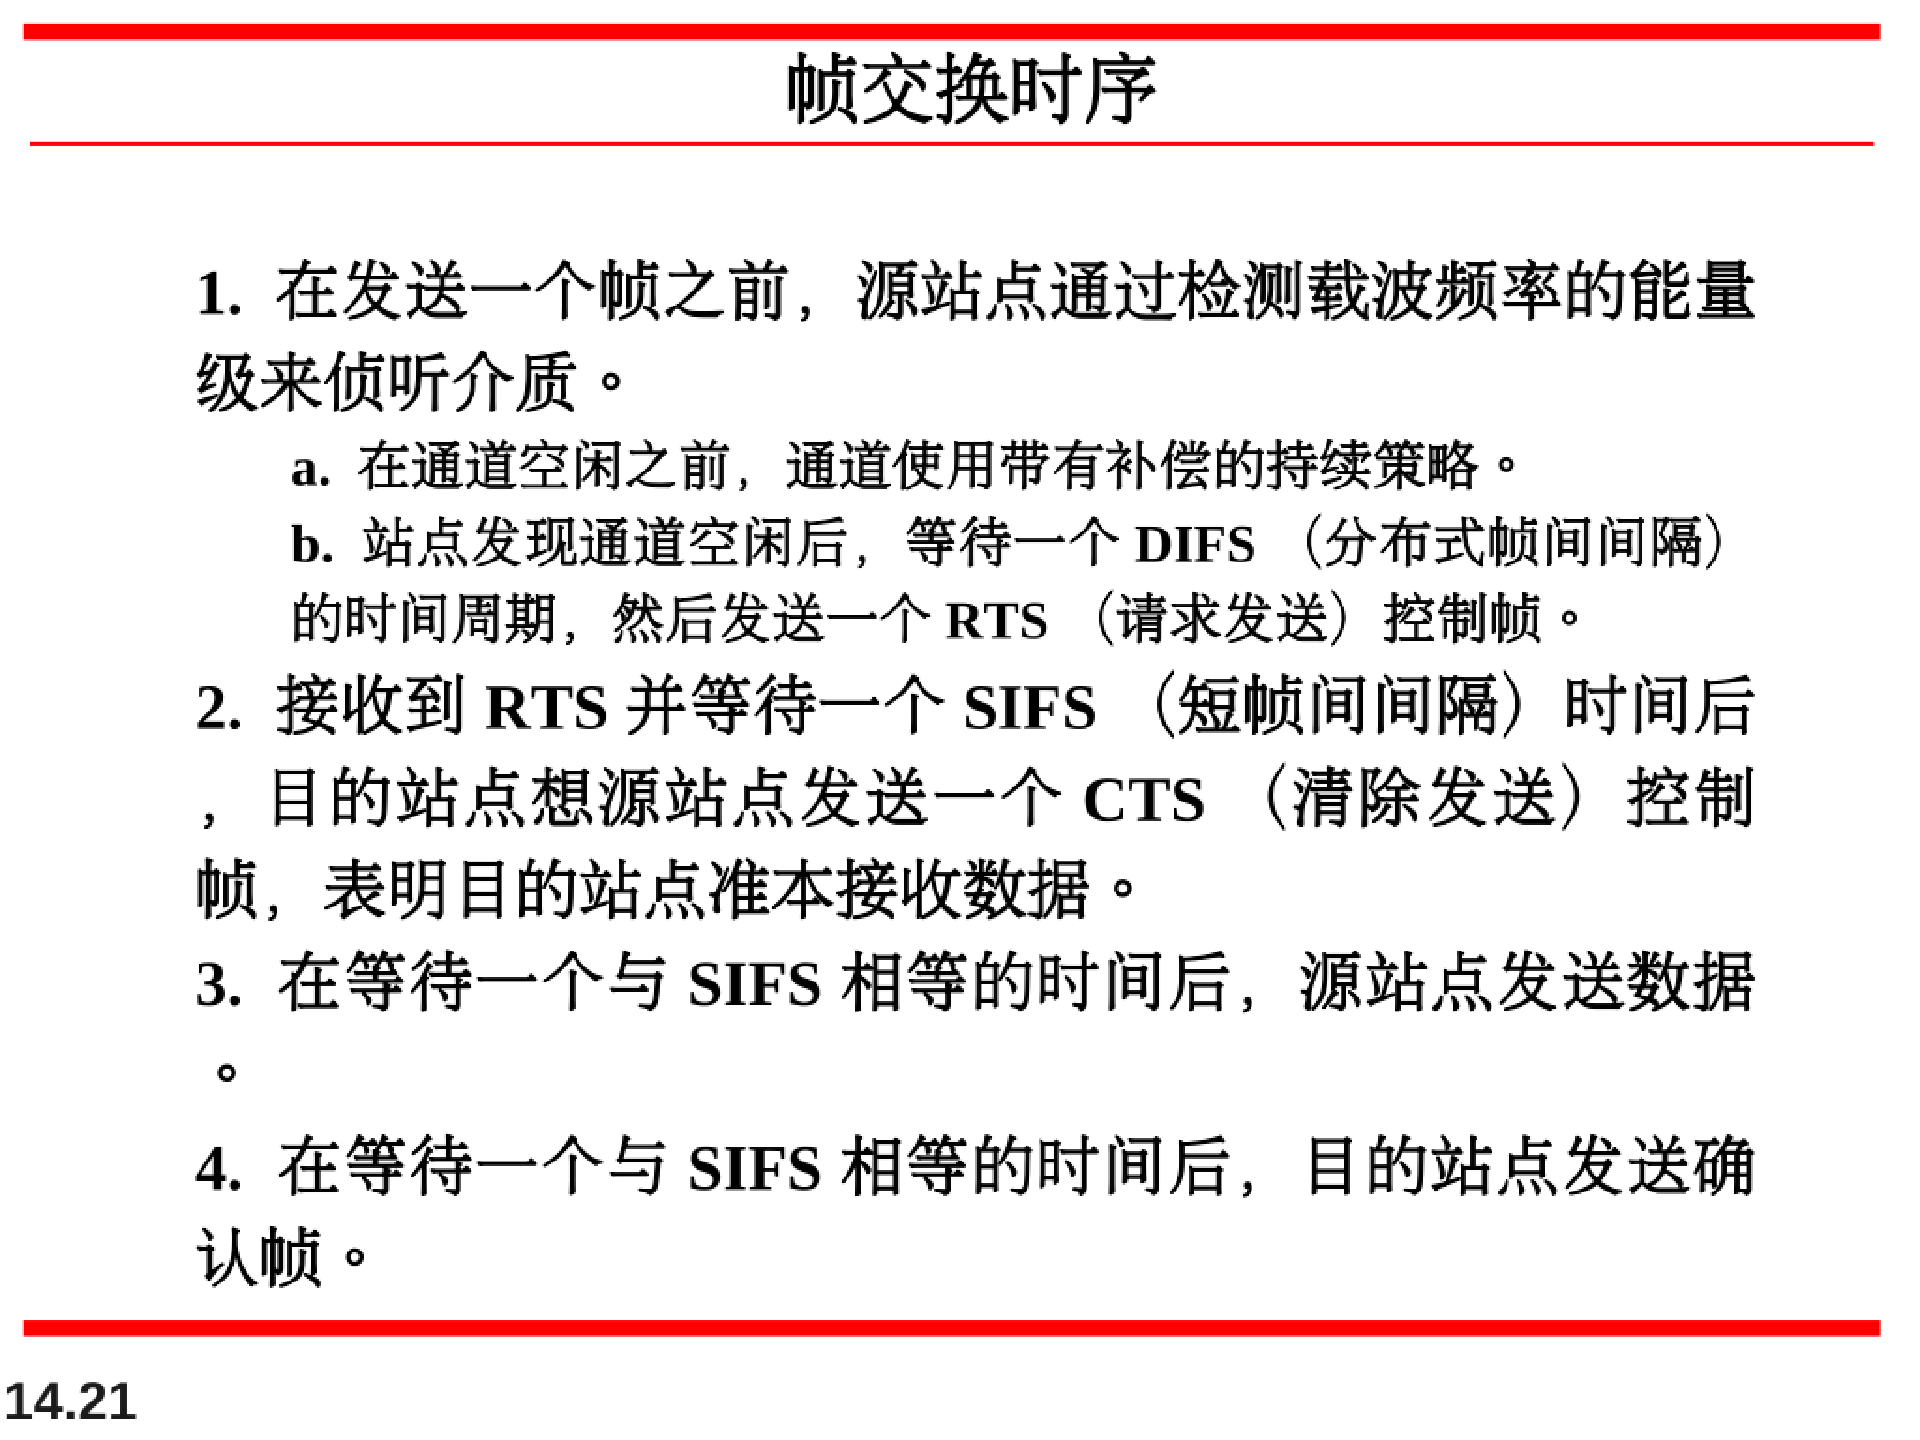 帧交换时序
1. 在发送一个帧之前，源站点通过检测载波频率的能量
级来侦听介质。
a. 在通道空闲之前，通道使用带有补偿的持续策略。
b. 站点发现通道空闲后，等待一个 DIFS （分布式帧间间隔）
的时间周期，然后发送一个 RTS （请求发送）控制帧。
2. 接收到 RTS 并等待一个 SIFS （短帧间间隔）时间后
，目的站点想源站点发送一个 CTS （清除发送）控制
帧，表明目的站点准本接收数据。
3. 在等待一个与 SIFS 相等的时间后，源站点发送数据
。
4. 在等待一个与 SIFS 相等的时间后，目的站点发送确
认帧。
14.21